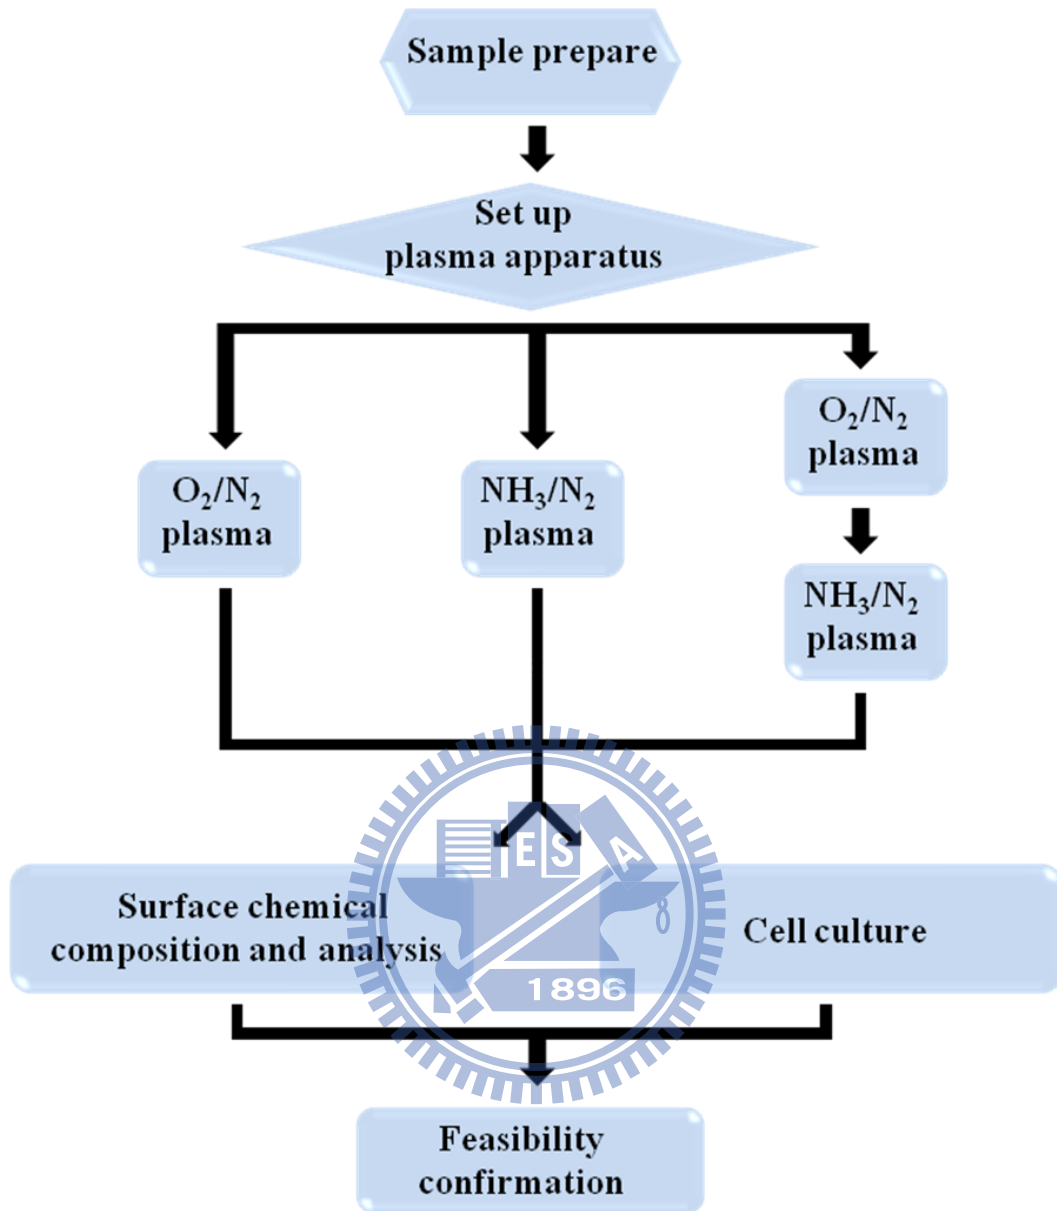 Sample prepare
Set up
plasma apparatus
O₂/N₂
plasma
NH₃/N₂
plasma
O₂/N₂
plasma
NH₃/N₂
plasma
Surface chemical
composition and analysis
Cell culture
E S A
8
1896
Feasibility
confirmation